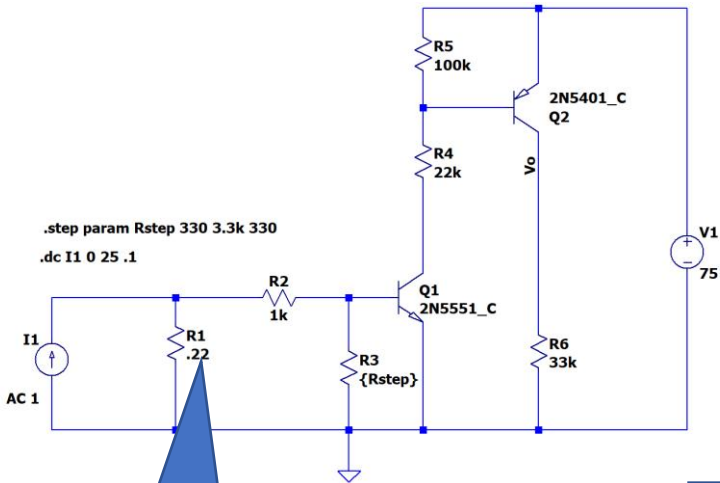 R5
100k
2N5401_C
Q2
R4
22k
Vo
.step param Rstep 330 3.3k 330
.dc I1 0 25 .1
V1
75
R2
1k
Q1
2N5551_C
I1
R1
.22
R3
{Rstep}
R6
33k
AC 1